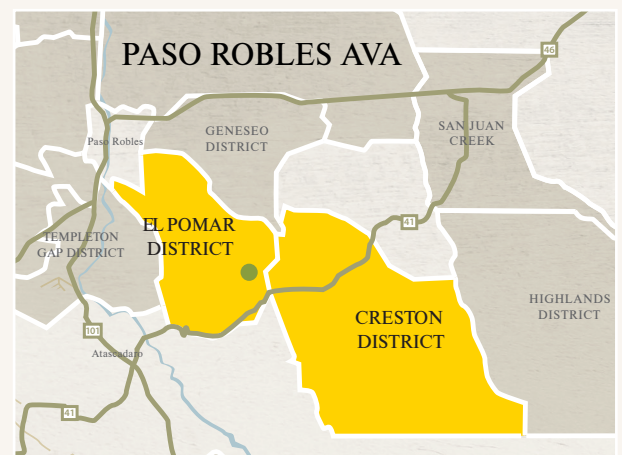 PASO ROBLES AVA
46
GENESEO
DISTRICT
SAN JUAN
CREEK
Paso Robles
EL POMAR
DISTRICT
41
TEMPLETON
GAP DISTRICT
HIGHLANDS
DISTRICT
CRESTON
DISTRICT
101
Atascadaro
41